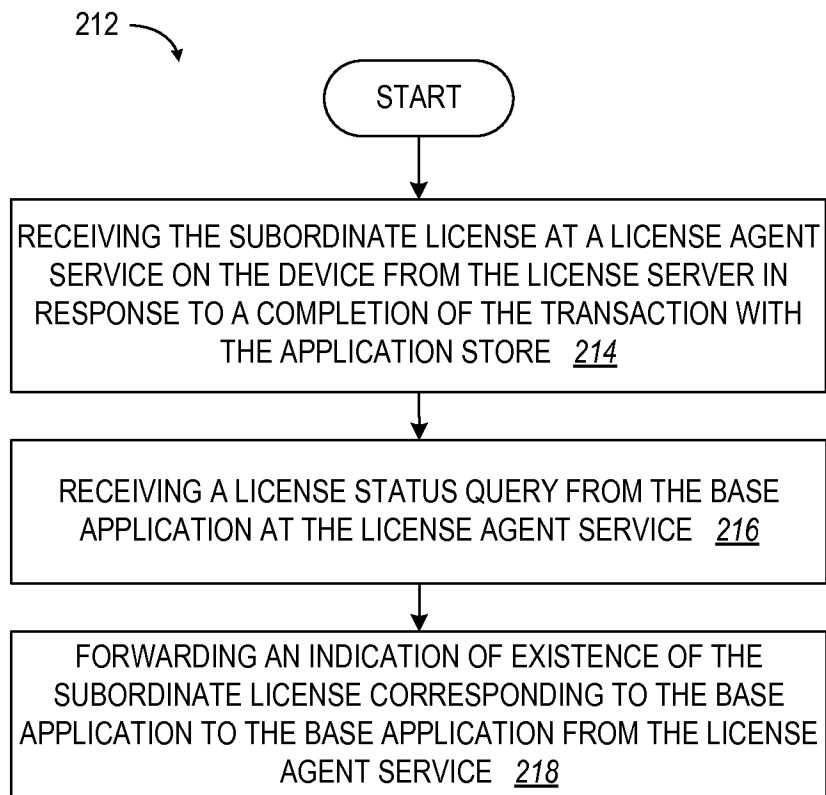 212
START
RECEIVING THE SUBORDINATE LICENSE AT A LICENSE AGENT
SERVICE ON THE DEVICE FROM THE LICENSE SERVER IN
RESPONSE TO A COMPLETION OF THE TRANSACTION WITH
THE APPLICATION STORE 214
RECEIVING A LICENSE STATUS QUERY FROM THE BASE
APPLICATION AT THE LICENSE AGENT SERVICE 216
FORWARDING AN INDICATION OF EXISTENCE OF THE
SUBORDINATE LICENSE CORRESPONDING TO THE BASE
APPLICATION TO THE BASE APPLICATION FROM THE LICENSE
AGENT SERVICE 218